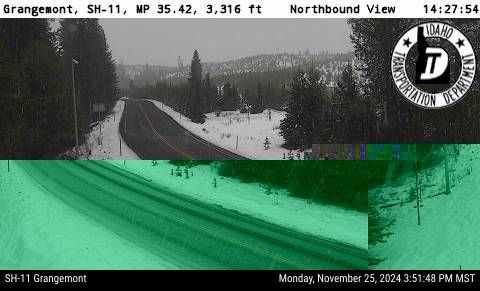 Grangemont, SH-11, MP 35.42, 3,316 ft Northbound View 14:27:54
IDAHO
TRANSPORTATION DEPARTMENT
SH-11 Grangemont Monday, November 25, 2024 3:51:48 PM MST